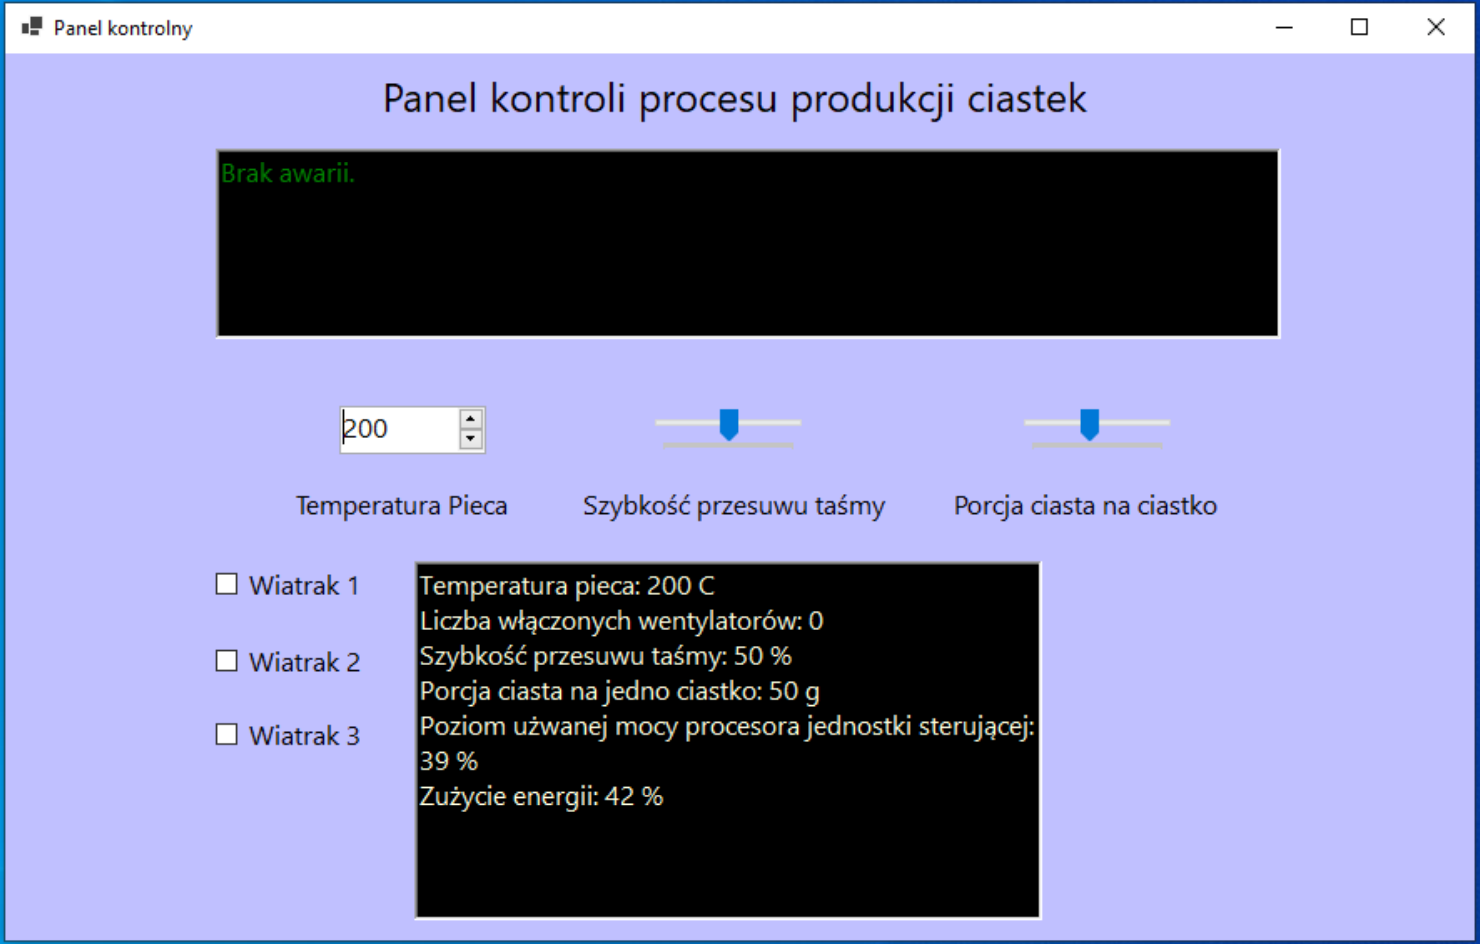 Panel kontrolny
Panel kontroli procesu produkcji ciastek
Brak awarii.
200
Temperatura Pieca
Szybkość przesuwu taśmy
Porcja ciasta na ciastko
Wiatrak 1
Wiatrak 2
Wiatrak 3
Temperatura pieca: 200 C
Liczba włączonych wentylatorów: 0
Szybkość przesuwu taśmy: 50 %
Porcja ciasta na jedno ciastko: 50 g
Poziom użwanej mocy procesora jednostki sterującej:
39 %
Zużycie energii: 42 %